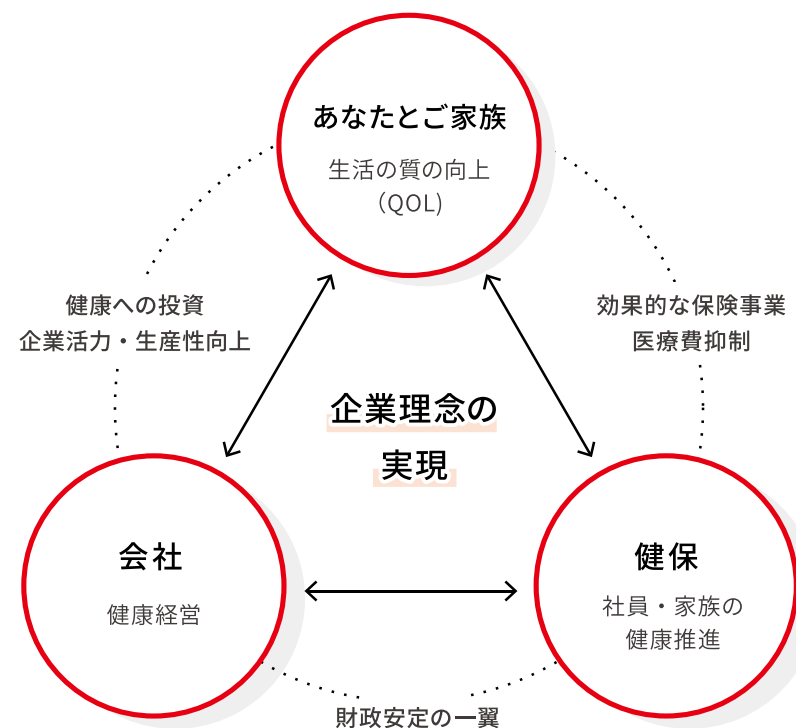 あなたとご家族
生活の質の向上
（QOL)
健康への投資
企業活力・生産性向上
効果的な保険事業
医療費抑制
企業理念の
実現
会社
健康経営
健保
社員・家族の
健康推進
財政安定の一翼